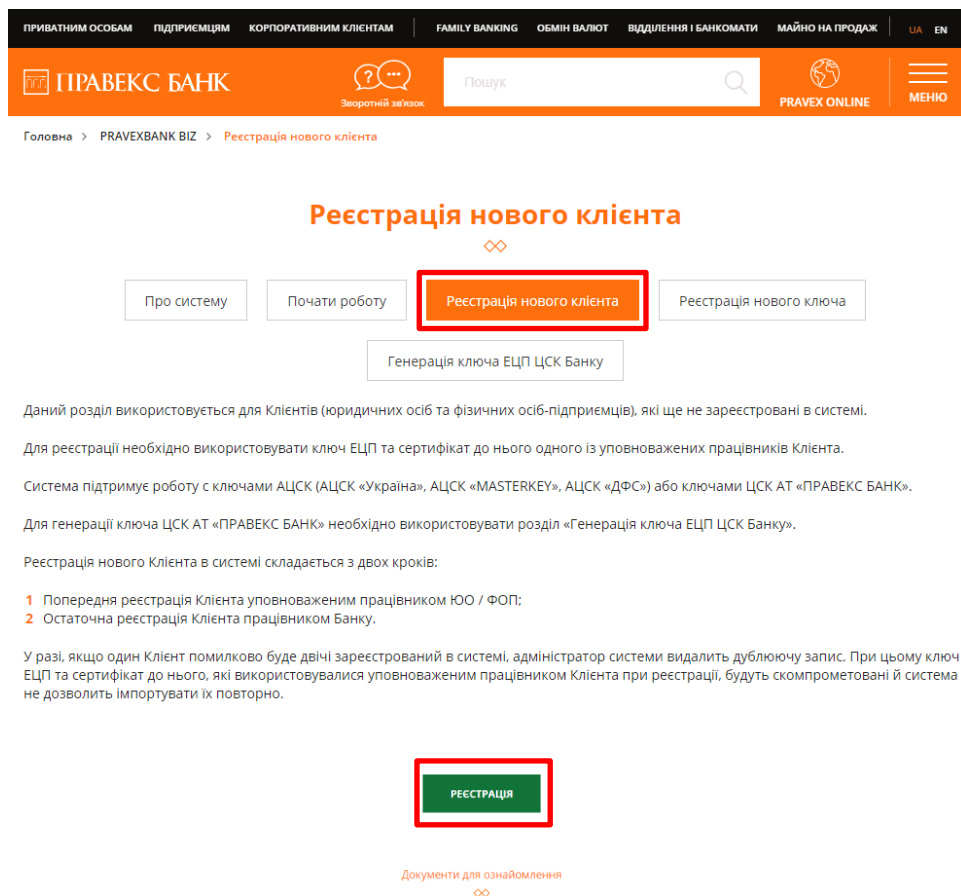 ПРИВАТНИМ ОСОБАМ ПІДПРИЄМЦЯМ КОРПОРАТИВНИМ КЛІЄНТАМ FAMILY BANKING ОБМІН ВАЛЮТ ВІДДІЛЕННЯ І БАНКОМАТИ МАЙНО НА ПРОДАЖ UA EN
ПРАВЕКС БАНК Зворотній зв'язок Пошук PRAVEX ONLINE МЕНЮ
Головна > PRAVEXBANK BIZ > Реєстрація нового клієнта
Реєстрація нового клієнта
Про систему Почати роботу Реєстрація нового клієнта Реєстрація нового ключа
Генерація ключа ЕЦП ЦСК Банку
Даний розділ використовується для Клієнтів (юридичних осіб та фізичних осіб-підприємців), які ще не зареєстровані в системі.
Для реєстрації необхідно використовувати ключ ЕЦП та сертифікат до нього одного із уповноважених працівників Клієнта.
Система підтримує роботу с ключами АЦСК (АЦСК «Україна», АЦСК «MASTERKEY», АЦСК «ДФС») або ключами ЦСК АТ «ПРАВЕКС БАНК».
Для генерації ключа ЦСК АТ «ПРАВЕКС БАНК» необхідно використовувати розділ «Генерація ключа ЕЦП ЦСК Банку».
Реєстрація нового Клієнта в системі складається з двох кроків:
1 Попередня реєстрація Клієнта уповноваженим працівником ЮО / ФОП;
2 Остаточна реєстрація Клієнта працівником Банку.
У разі, якщо один Клієнт помилково буде двічі зареєстрований в системі, адміністратор системи видалить дублюючу запис. При цьому ключ
ЕЦП та сертифікат до нього, які використовувалися уповноваженим працівником Клієнта при реєстрації, будуть скомпрометовані й система
не дозволить імпортувати їх повторно.
РЕЄСТРАЦІЯ
Документи для ознайомлення